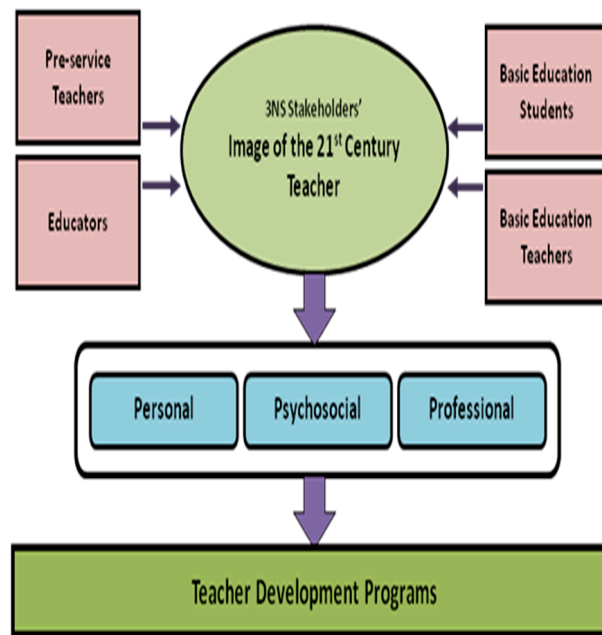 Pre-service
Teachers
Educators
3NS Stakeholders'
Image of the 21st Century
Teacher
Basic Education
Students
Basic Education
Teachers
Personal
Psychosocial
Professional
Teacher Development Programs